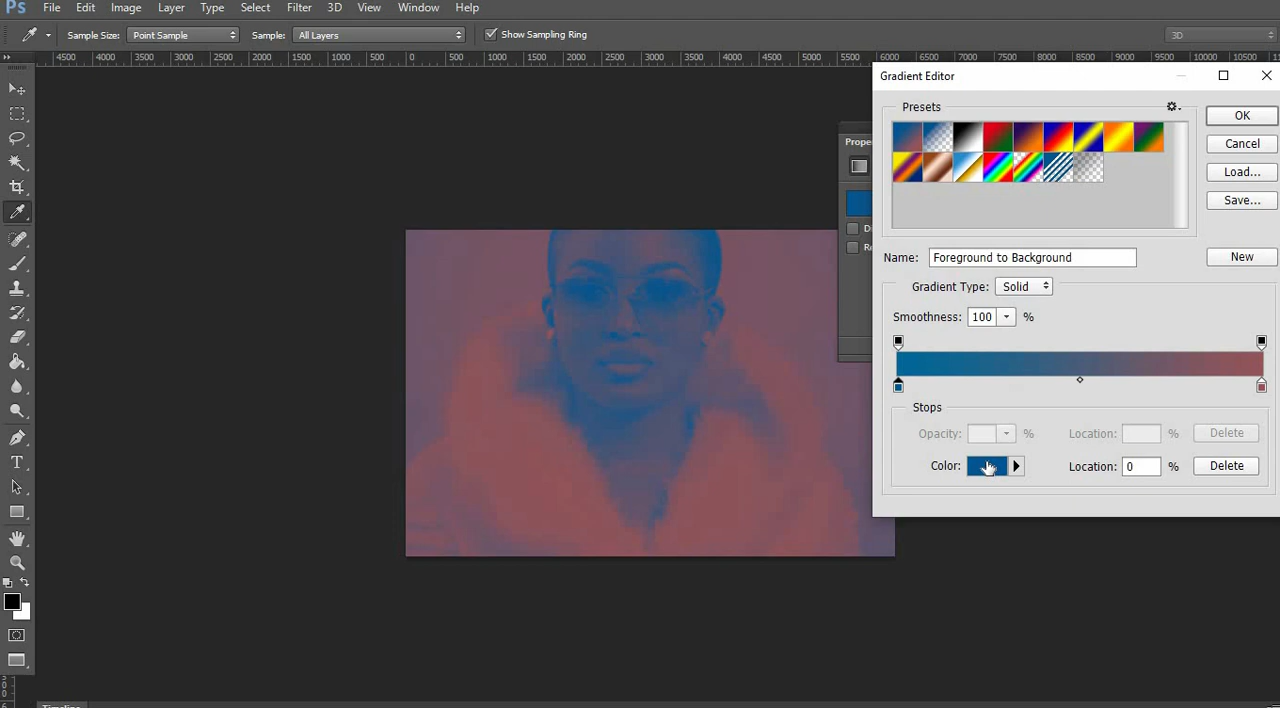 Ps File Edit Image Layer Type Select Filter 3D View Window Help
Sample Size: Point Sample Sample: All Layers Show Sampling Ring 3D
4500 4000 3500 3000 2500 2000 1500 1000 500 0 500 1000 1500 2000 2500 3000 3500 4000 4500 5000 5500 6000 6500 7000 7500 8000 8500 9000 9500 10000 10500
Gradient Editor
Presets
OK
Cancel
Load...
Save...
Name: Foreground to Background New
Gradient Type: Solid
Smoothness: 100 %
Stops
Opacity: % Location: % Delete
Color: Location: 0 % Delete